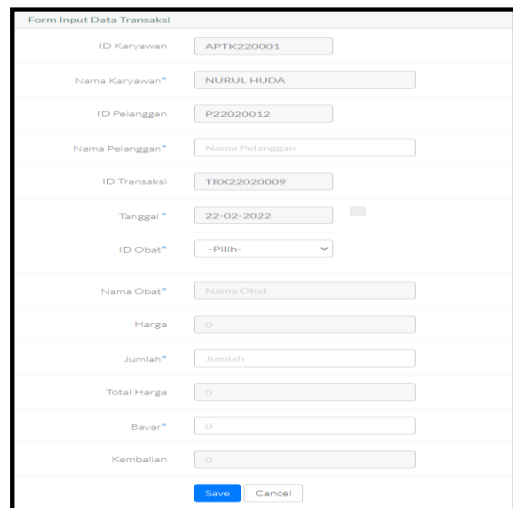 Form Input Data Transaksi
ID Karyawan APTK220001
Nama Karyawan* NURUL HUDA
ID Pelanggan P22020012
Nama Pelanggan* Nama Pelanggan
ID Transaksi TRX22020009
Tanggal * 22-02-2022
ID Obat* -Pilih-
Nama Obat* Nama Obat
Harga 0
Jumlah* Jumlah
Total Harga 0
Bayar* 0
Kembalian 0
Save Cancel